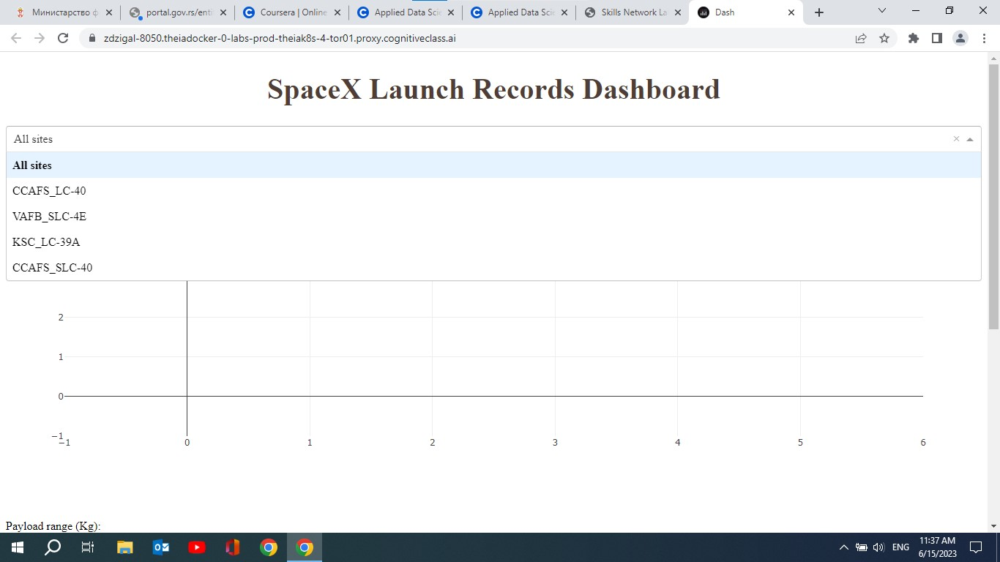 Министарство ф
portal.gov.rs/enti
Coursera | Online
Applied Data Scie
Applied Data Scie
Skills Network La
Dash
zdzigal-8050.theiadocker-0-labs-prod-theiak8s-4-tor01.proxy.cognitiveclass.ai
SpaceX Launch Records Dashboard
All sites
All sites
CCAFS_LC-40
VAFB_SLC-4E
KSC_LC-39A
CCAFS_SLC-40
2
1
0
−1
−1 0 1 2 3 4 5 6
Payload range (Kg):
ENG
11:37 AM
6/15/2023